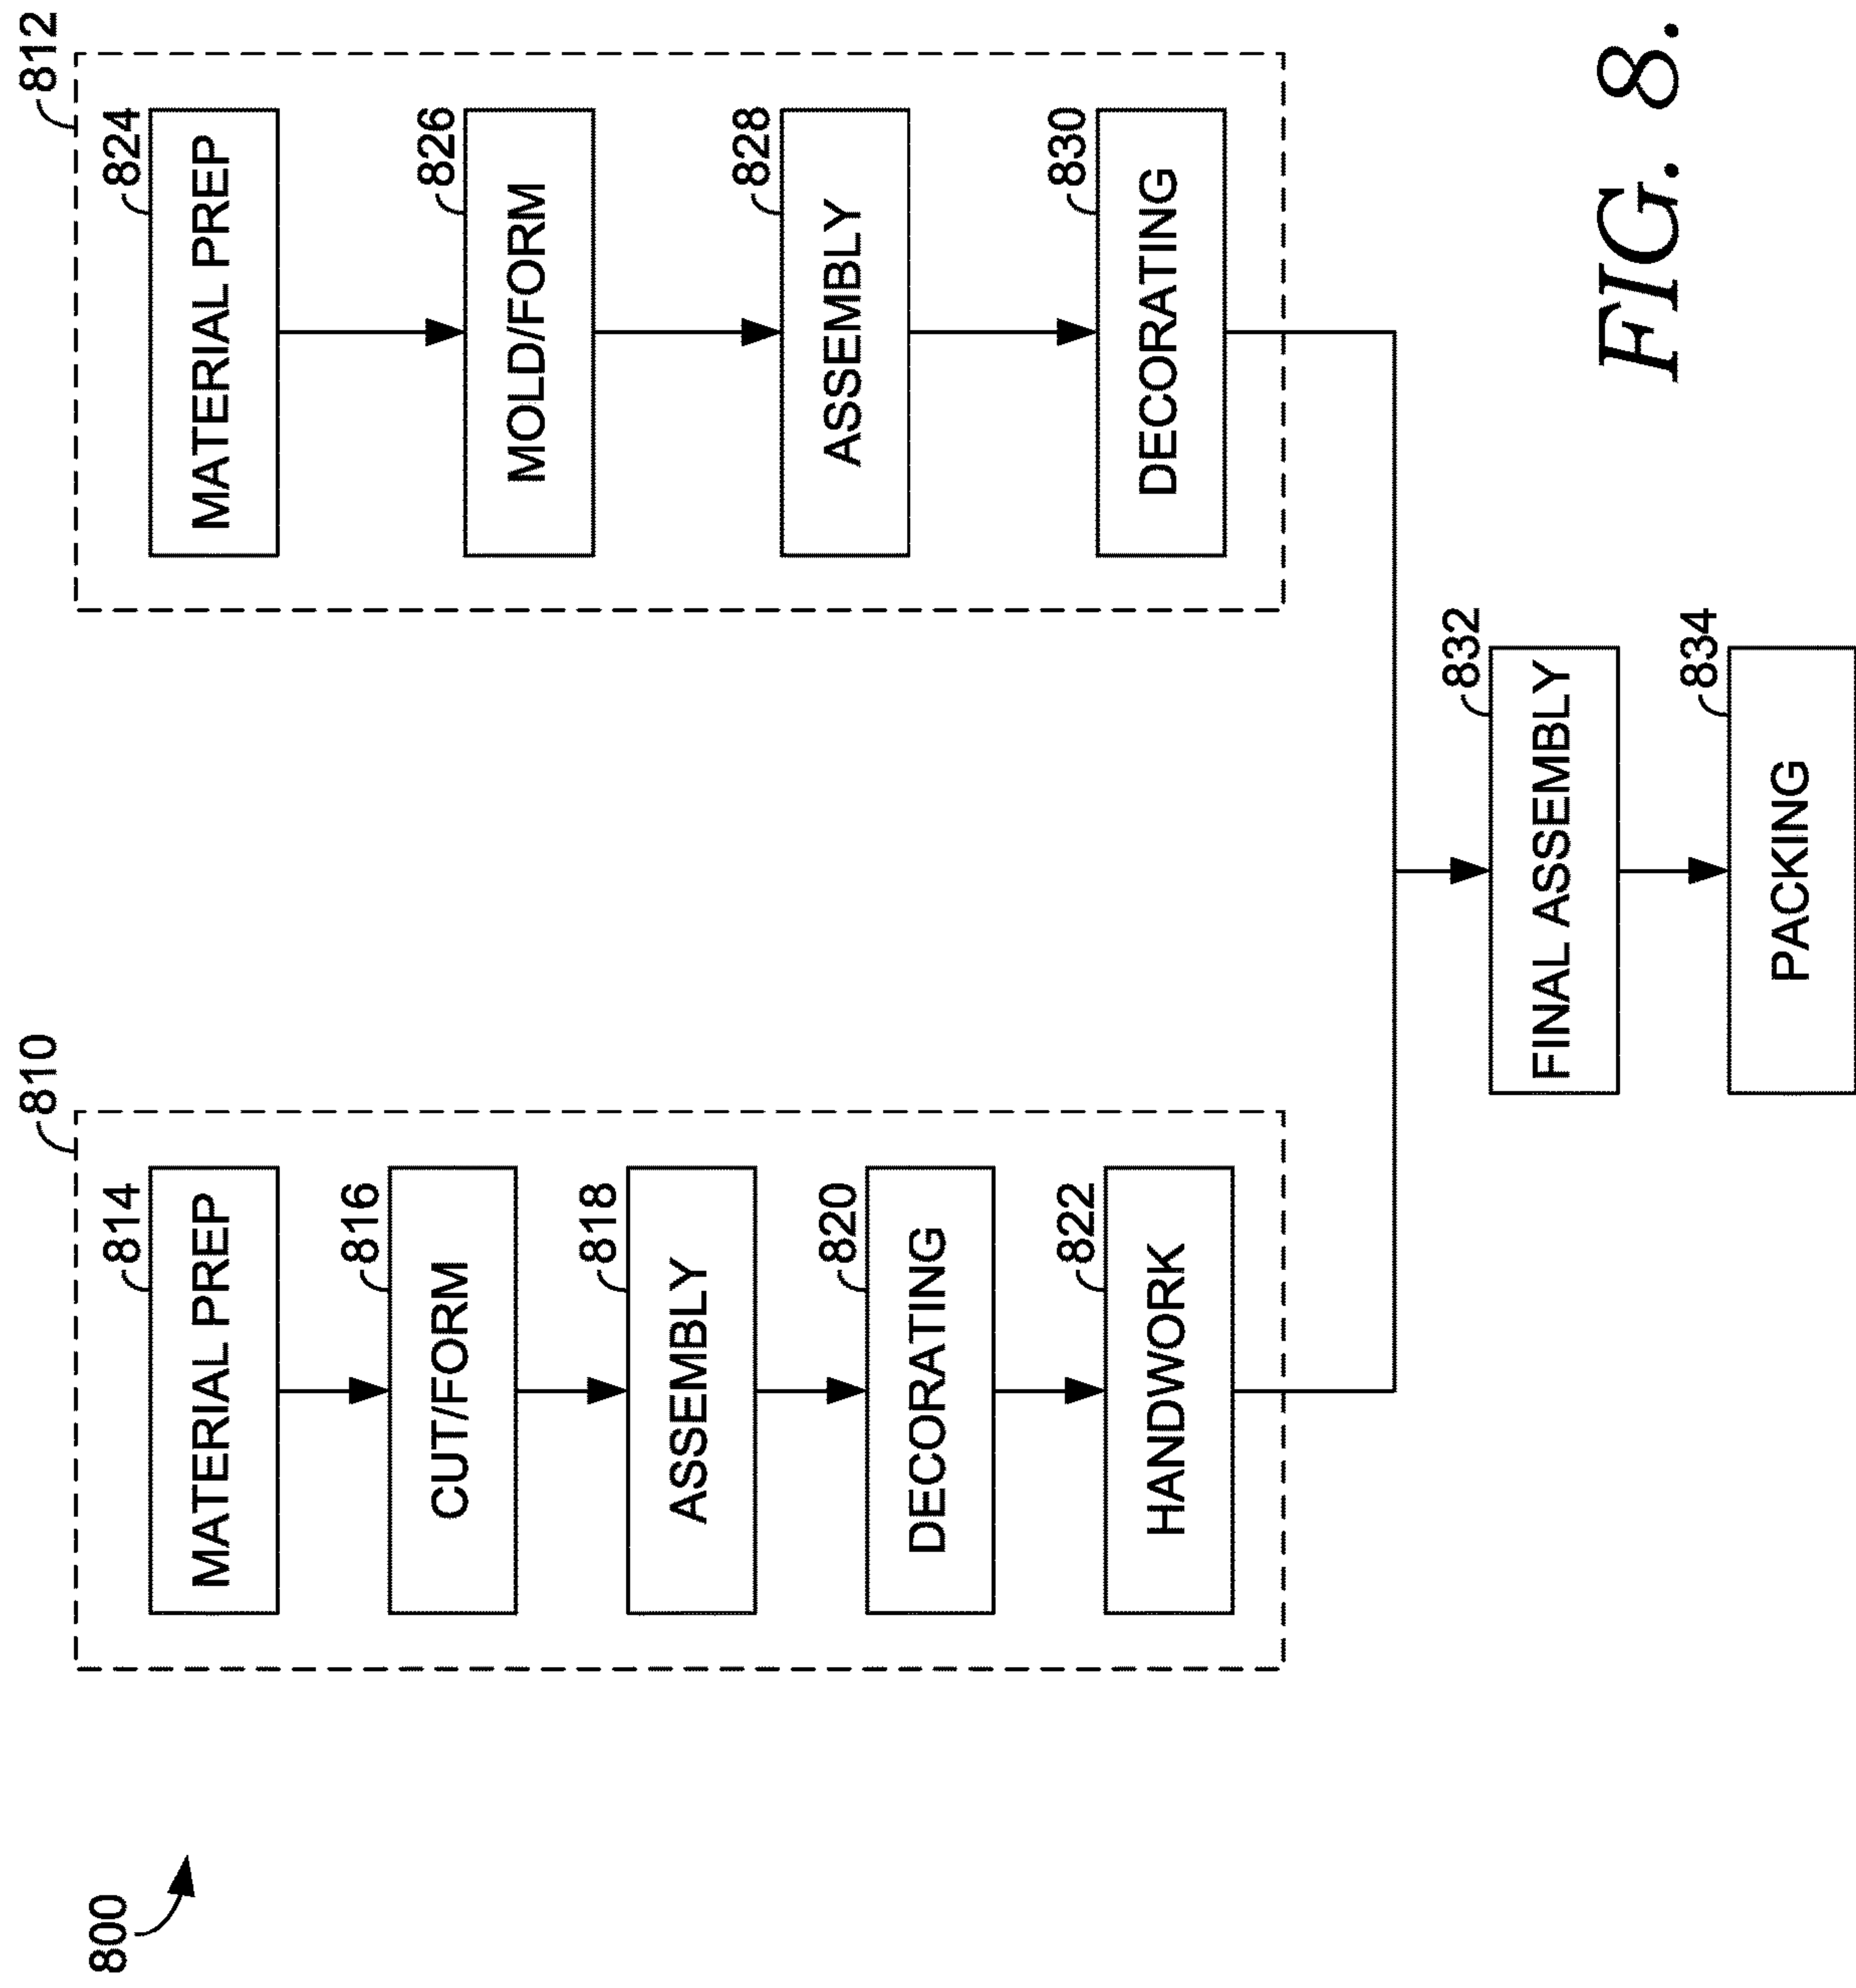 800
810
814
MATERIAL PREP
816
CUT/FORM
818
ASSEMBLY
820
DECORATING
822
HANDWORK
812
824
MATERIAL PREP
826
MOLD/FORM
828
ASSEMBLY
830
DECORATING
832
FINAL ASSEMBLY
834
PACKING
FIG. 8.